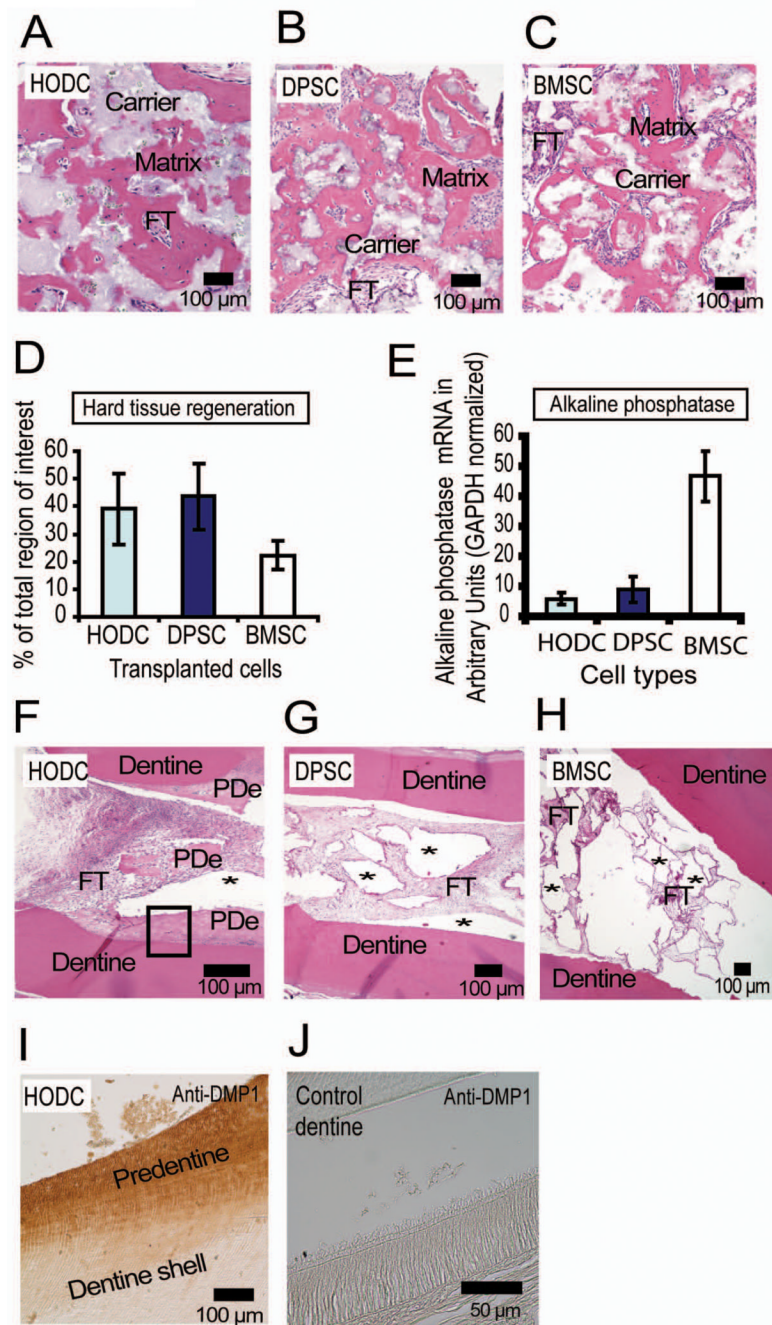 A
HODC
Carrier
Matrix
FT
100 µm
B
DPSC
Matrix
Carrier
FT
100 µm
C
BMSC
FT
Matrix
Carrier
100 µm
D
Hard tissue regeneration
% of total region of interest
60
50
40
30
20
10
0
HODC DPSC BMSC
Transplanted cells
E
Alkaline phosphatase
Alkaline phosphatase mRNA in
Arbitrary Units (GAPDH normalized)
60
50
40
30
20
10
0
HODC DPSC BMSC
Cell types
F
HODC
Dentine
PDe
PDe
FT
*
PDe
Dentine
100 µm
G
DPSC
Dentine
*
*
FT
*
Dentine
100 µm
H
BMSC
Dentine
FT
*
*
*
FT
Dentine
100 µm
I
HODC
Anti-DMP1
Predentine
Dentine shell
100 µm
J
Control
dentine
Anti-DMP1
50 µm